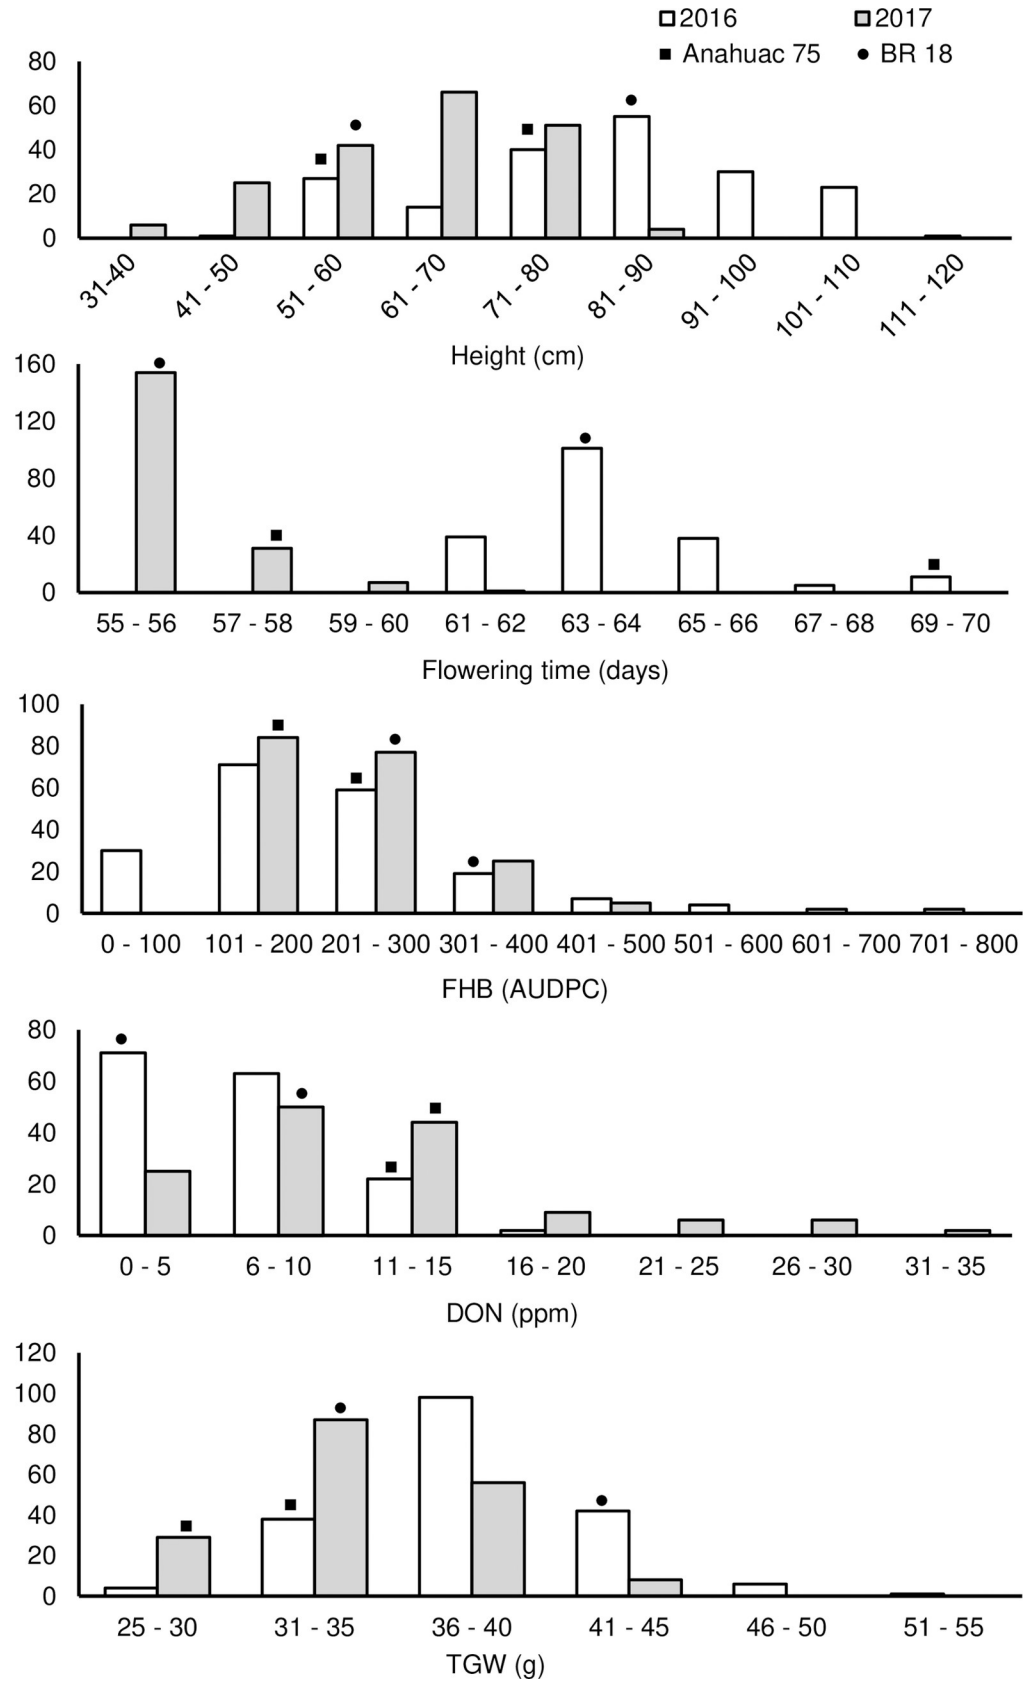 2016 2017
Anahuac 75 BR 18
80
60
40
20
0
31-40 41 - 50 51 - 60 61 - 70 71 - 80 81 - 90 91 - 100 101 - 110 111 - 120
Height (cm)
160
120
80
40
0
55 - 56 57 - 58 59 - 60 61 - 62 63 - 64 65 - 66 67 - 68 69 - 70
Flowering time (days)
100
80
60
40
20
0
0 - 100 101 - 200 201 - 300 301 - 400 401 - 500 501 - 600 601 - 700 701 - 800
FHB (AUDPC)
80
60
40
20
0
0 - 5 6 - 10 11 - 15 16 - 20 21 - 25 26 - 30 31 - 35
DON (ppm)
120
100
80
60
40
20
0
25 - 30 31 - 35 36 - 40 41 - 45 46 - 50 51 - 55
TGW (g)